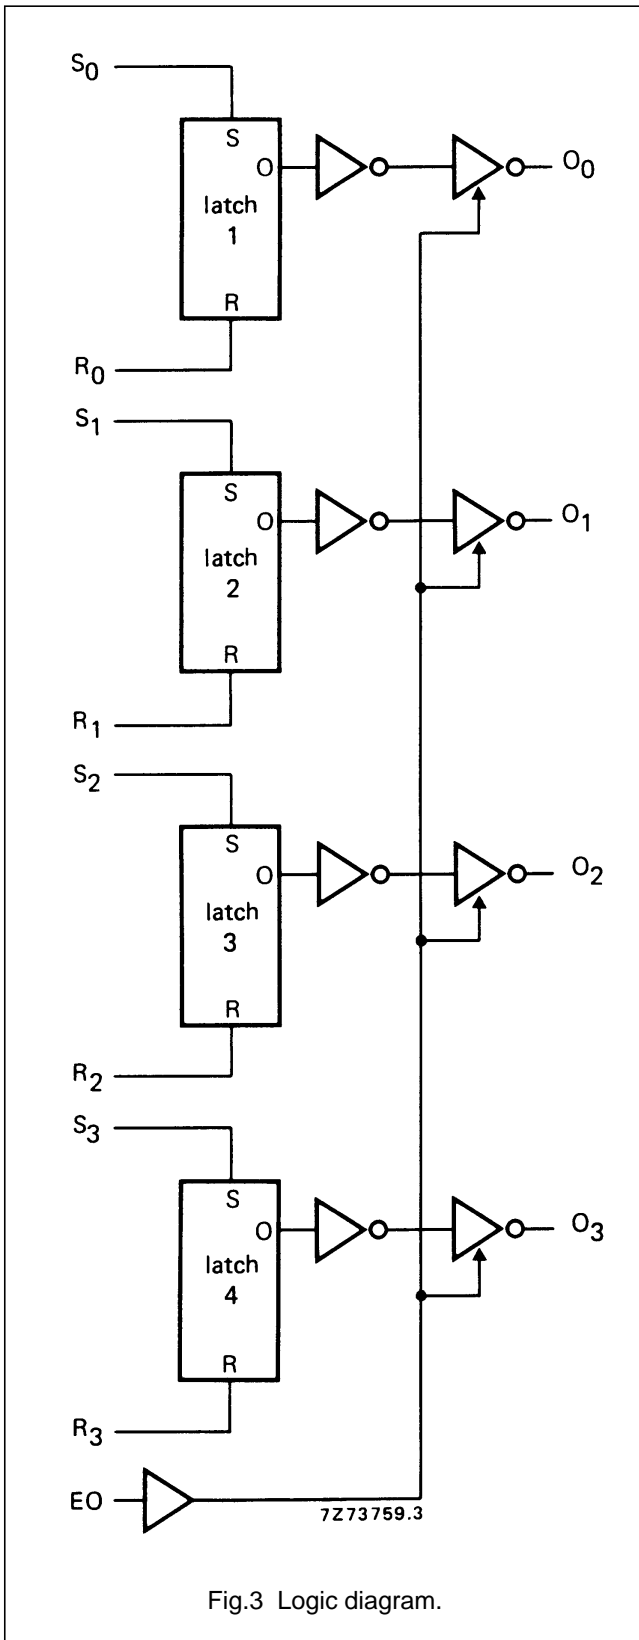 S0
S
O
O0
latch
1
R
R0
S1
S
O
O1
latch
2
R
R1
S2
S
O
O2
latch
3
R
R2
S3
S
O
O3
latch
4
R
R3
EO
7Z73759.3
Fig.3 Logic diagram.